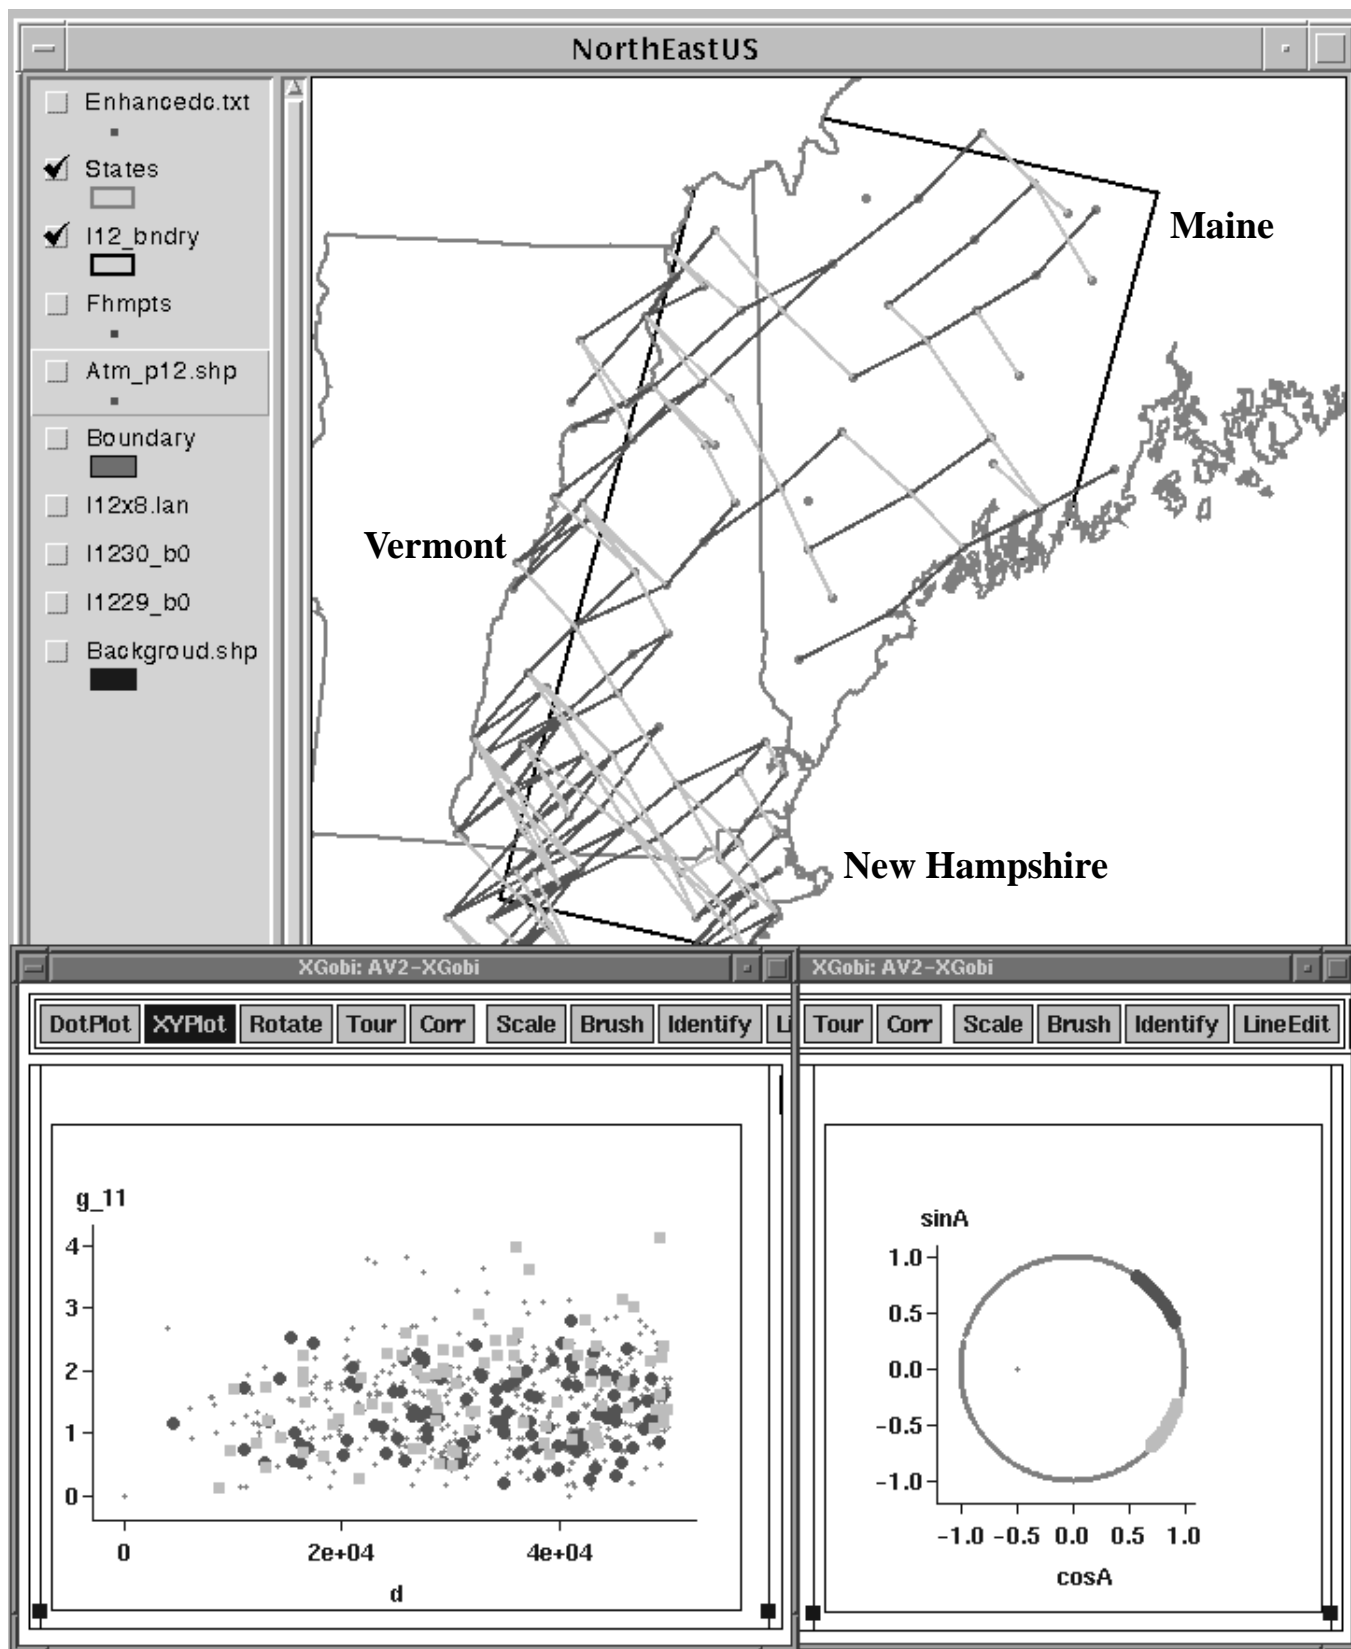 NorthEastUS
Enhancedc.txt
States
l12_bndry
Fhmpts
Atm_p12.shp
Boundary
l12x8.lan
l1230_b0
l1229_b0
Backgroud.shp
Maine
Vermont
New Hampshire
XGobi: AV2-XGobi
DotPlot XYPlot Rotate Tour Corr Scale Brush Identify Li
g_11
4
3
2
1
0
0 2e+04 4e+04
d
XGobi: AV2-XGobi
Tour Corr Scale Brush Identify LineEdit
sinA
1.0
0.5
0.0
-0.5
-1.0
-1.0 -0.5 0.0 0.5 1.0
cosA